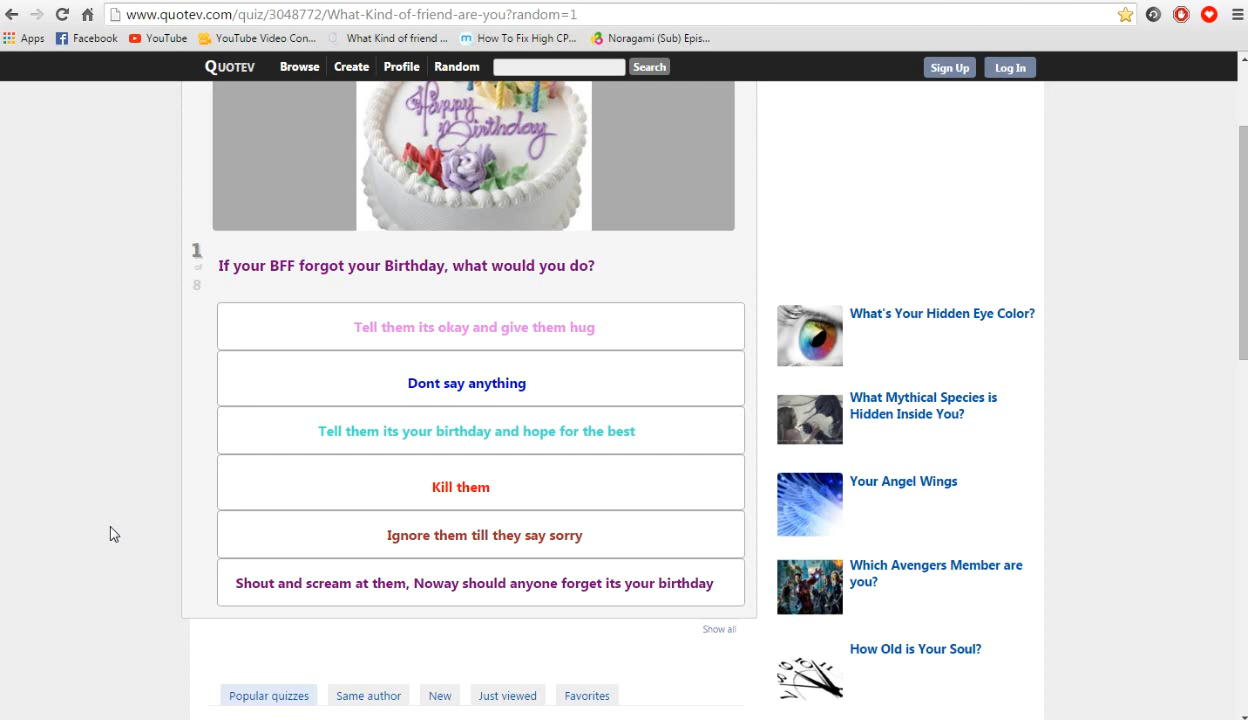 www.quotev.com/quiz/3048772/What-Kind-of-friend-are-you?random=1
Apps Facebook YouTube YouTube Video Con... What Kind of friend ... How To Fix High CP... Noragami (Sub) Epis...
QUOTEV Browse Create Profile Random Search Sign Up Log In
Happy
Birthday
1
of
8
If your BFF forgot your Birthday, what would you do?
Tell them its okay and give them hug
Dont say anything
Tell them its your birthday and hope for the best
Kill them
Ignore them till they say sorry
Shout and scream at them, Noway should anyone forget its your birthday
Show all
Popular quizzes Same author New Just viewed Favorites
What's Your Hidden Eye Color?
What Mythical Species is
Hidden Inside You?
Your Angel Wings
Which Avengers Member are
you?
How Old is Your Soul?